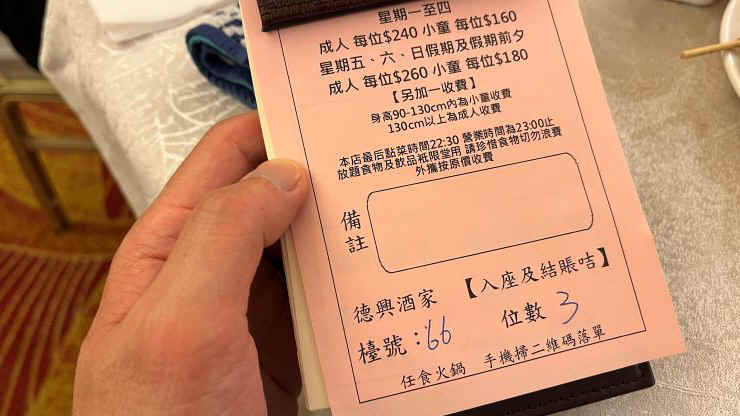 星期一至四
成人 每位$240 小童 每位$160
星期五、六、日假期及假期前夕
成人 每位$260 小童 每位$180
【另加一收費】
身高90-130cm內為小童收費
130cm以上為成人收費
本店最后點菜時間22:30 營業時間為23:00止
放題食物及飲品衹限堂用 請珍惜食物切勿浪費
外攜按原價收費
備註
德興酒家 【入座及結賬咭】
檯號：66 位數 3
任食火鍋 手機掃二維碼落單